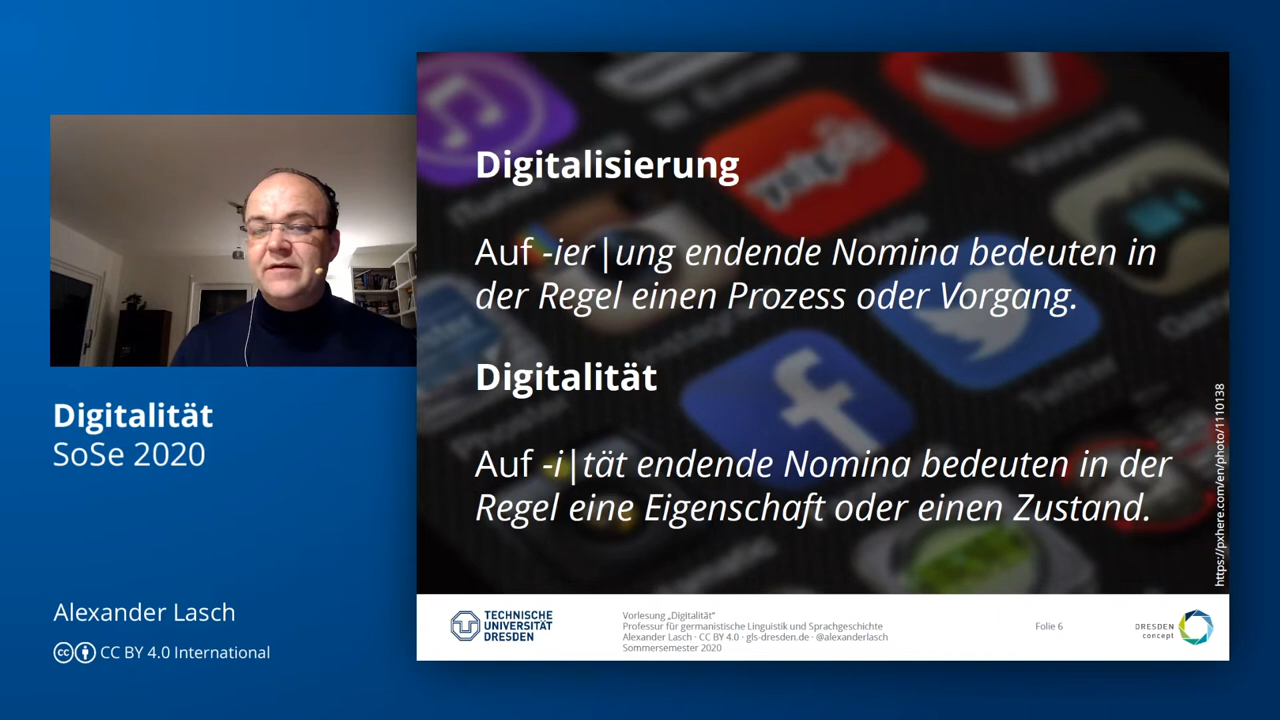 Digitalisierung
Auf -ier|ung endende Nomina bedeuten in
der Regel einen Prozess oder Vorgang.
Digitalität
Auf -i|tät endende Nomina bedeuten in der
Regel eine Eigenschaft oder einen Zustand.
https://pxhere.com/en/photo/1110138
yelp
Twitter
Digitalität
SoSe 2020
Alexander Lasch
CC BY 4.0 International
TECHNISCHE
UNIVERSITÄT
DRESDEN
Vorlesung „Digitalität“
Professur für germanistische Linguistik und Sprachgeschichte
Alexander Lasch · CC BY 4.0 · gls-dresden.de · @alexanderlasch
Sommersemester 2020
Folie 6
DRESDEN
concept